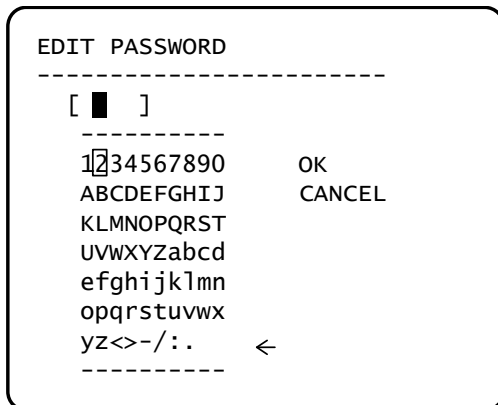 EDIT PASSWORD
------------------------
[ █  ]
----------
1234567890 OK
ABCDEFGHIJ CANCEL
KLMNOPQRST
UVWXYZabcd
efghijklmn
opqrstuvwx
yz<>-/:. ←
----------